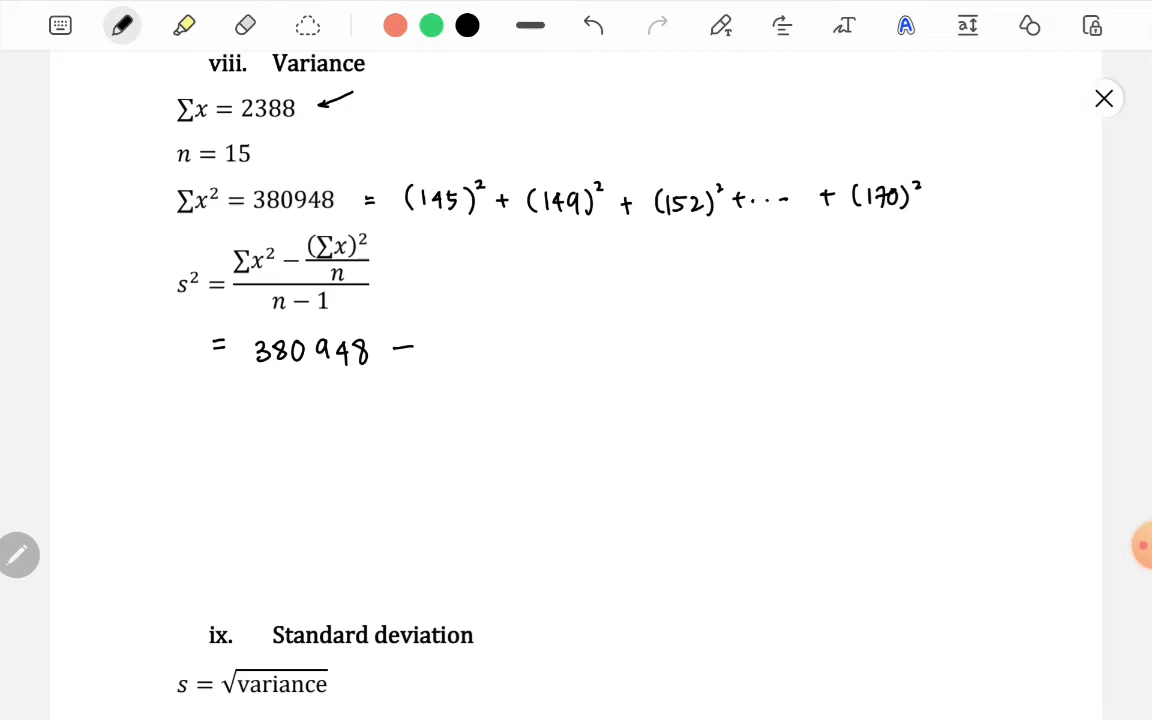 viii. Variance
∑x = 2388
n = 15
∑x² = 380948 = (145)² + (149)² + (152)² + ... + (170)²
s² = (∑x² − (∑x)²/n)/(n − 1)
= 380948 −
ix. Standard deviation
s = √variance